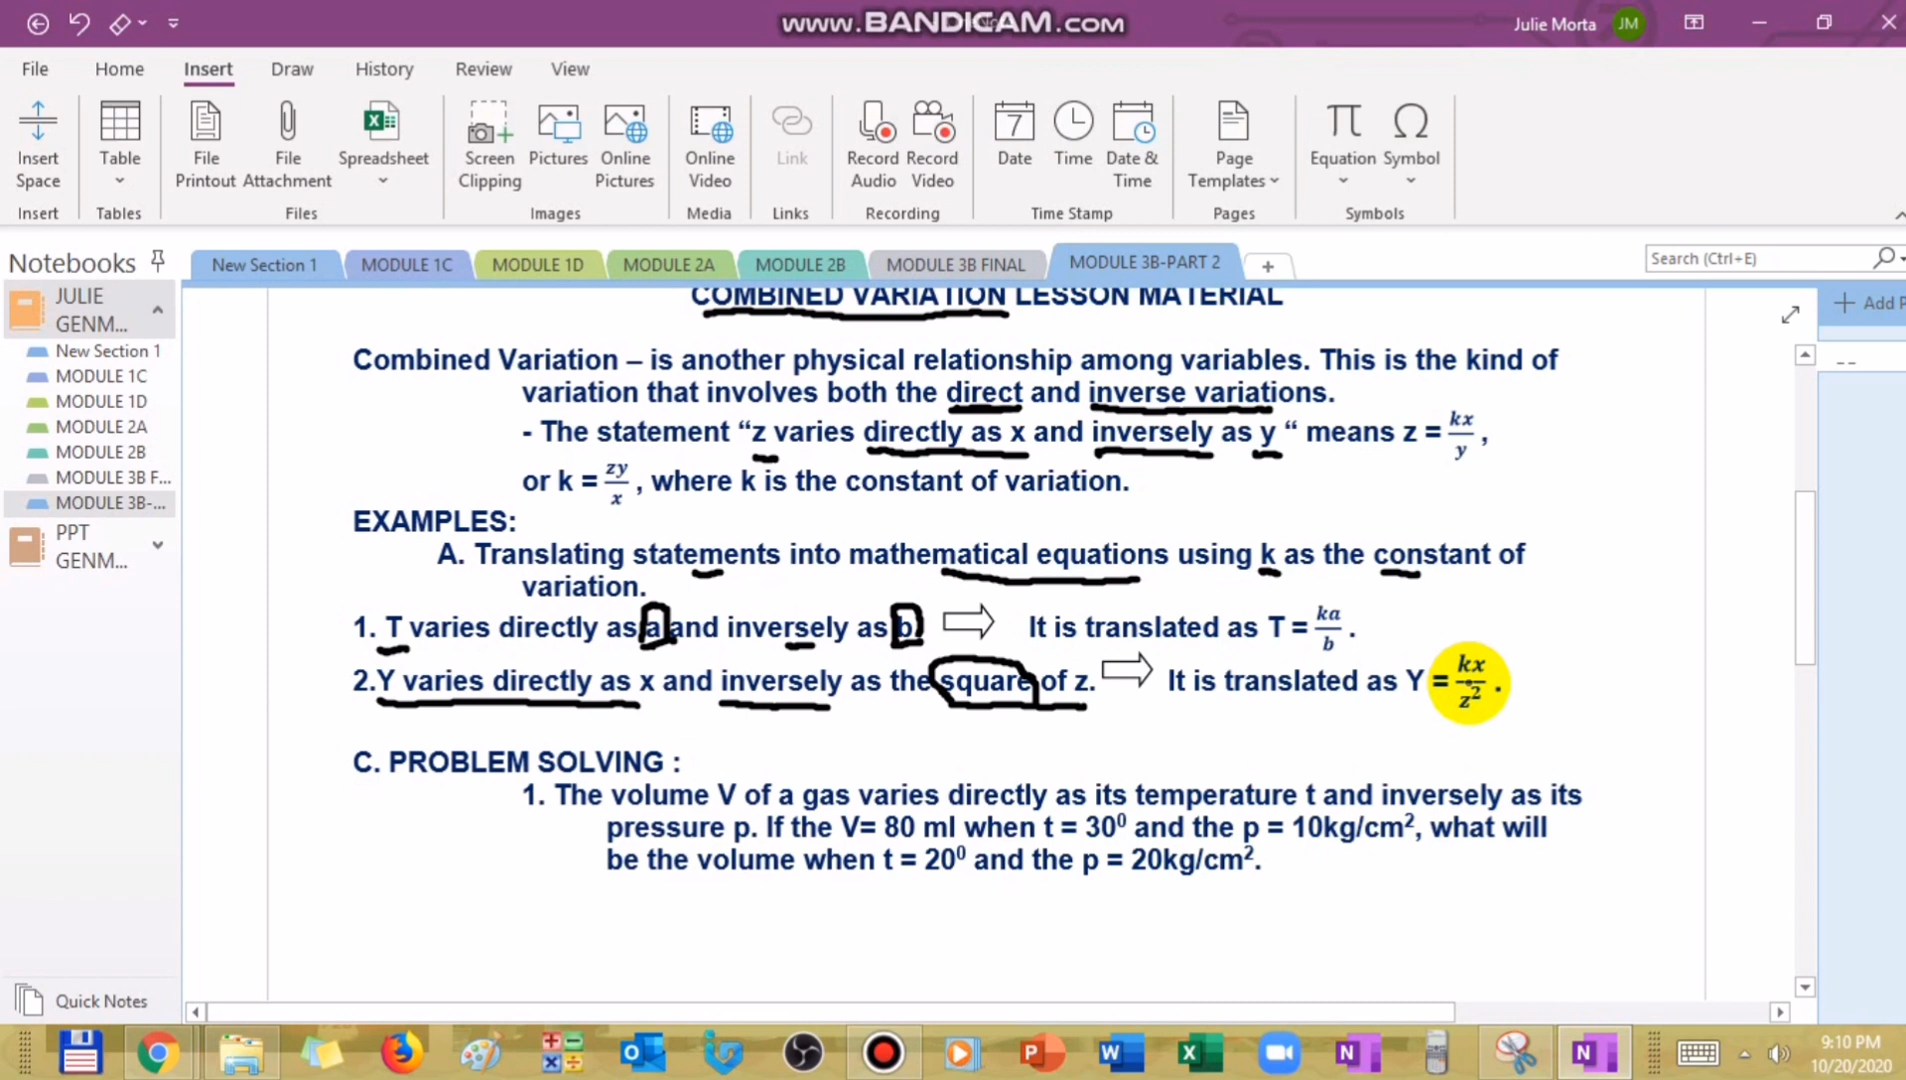 www.BANDICAM.com
Julie Morta JM
File Home Insert Draw History Review View
Insert Space
Table
File Printout
File Attachment
Spreadsheet
Screen Clipping
Pictures
Online Pictures
Online Video
Link
Record Audio
Record Video
7
Date
Time
Date & Time
Page Templates
π
Equation
Ω
Symbol
Insert Tables Files Images Media Links Recording Time Stamp Pages Symbols
Notebooks
New Section 1 MODULE 1C MODULE 1D MODULE 2A MODULE 2B MODULE 3B FINAL MODULE 3B-PART 2 +
Search (Ctrl+E)
JULIE GENM...
New Section 1
MODULE 1C
MODULE 1D
MODULE 2A
MODULE 2B
MODULE 3B F...
MODULE 3B-...
PPT GENM...
Quick Notes
+ Add P
COMBINED VARIATION LESSON MATERIAL
Combined Variation – is another physical relationship among variables. This is the kind of
variation that involves both the direct and inverse variations.
- The statement “z varies directly as x and inversely as y “ means z = kx/y ,
or k = zy/x , where k is the constant of variation.
EXAMPLES:
A. Translating statements into mathematical equations using k as the constant of
variation.
1. T varies directly as a and inversely as b. It is translated as T = ka/b .
2.Y varies directly as x and inversely as the square of z. It is translated as Y = kx/z² .
C. PROBLEM SOLVING :
1. The volume V of a gas varies directly as its temperature t and inversely as its
pressure p. If the V= 80 ml when t = 30⁰ and the p = 10kg/cm², what will
be the volume when t = 20⁰ and the p = 20kg/cm².
9:10 PM
10/20/2020